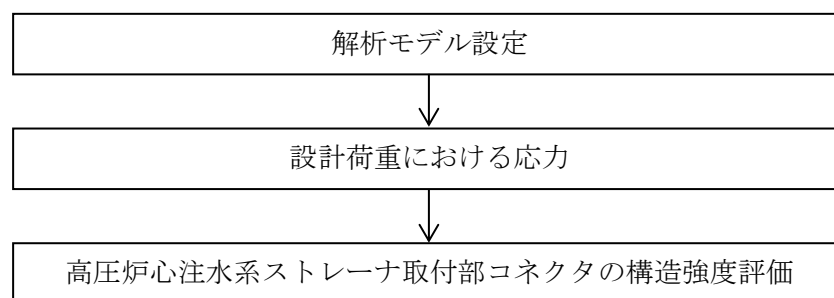 解析モデル設定
設計荷重における応力
高圧炉心注水系ストレーナ取付部コネクタの構造強度評価